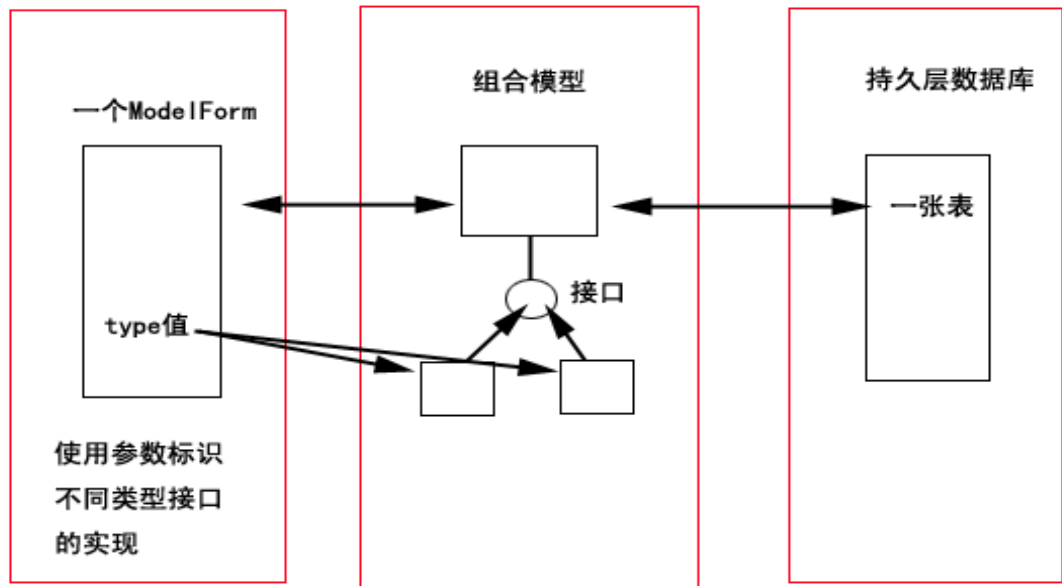 一个ModelForm
type值
使用参数标识
不同类型接口
的实现
组合模型
接口
持久层数据库
一张表